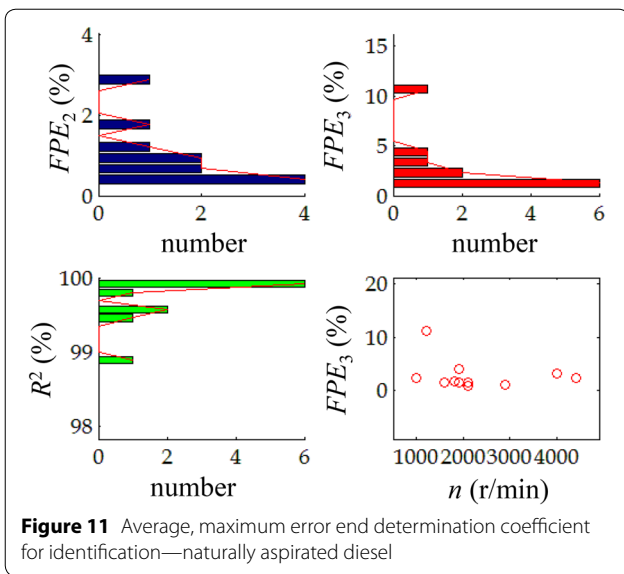 4
2
0
FPE2 (%)
0 2 4
number
15
10
5
0
FPE3 (%)
0 2 4 6
number
100
99
98
R2 (%)
0 2 4 6
number
20
10
0
FPE3 (%)
1000 2000 3000 4000
n (r/min)
Figure 11 Average, maximum error end determination coefficient
for identification—naturally aspirated diesel